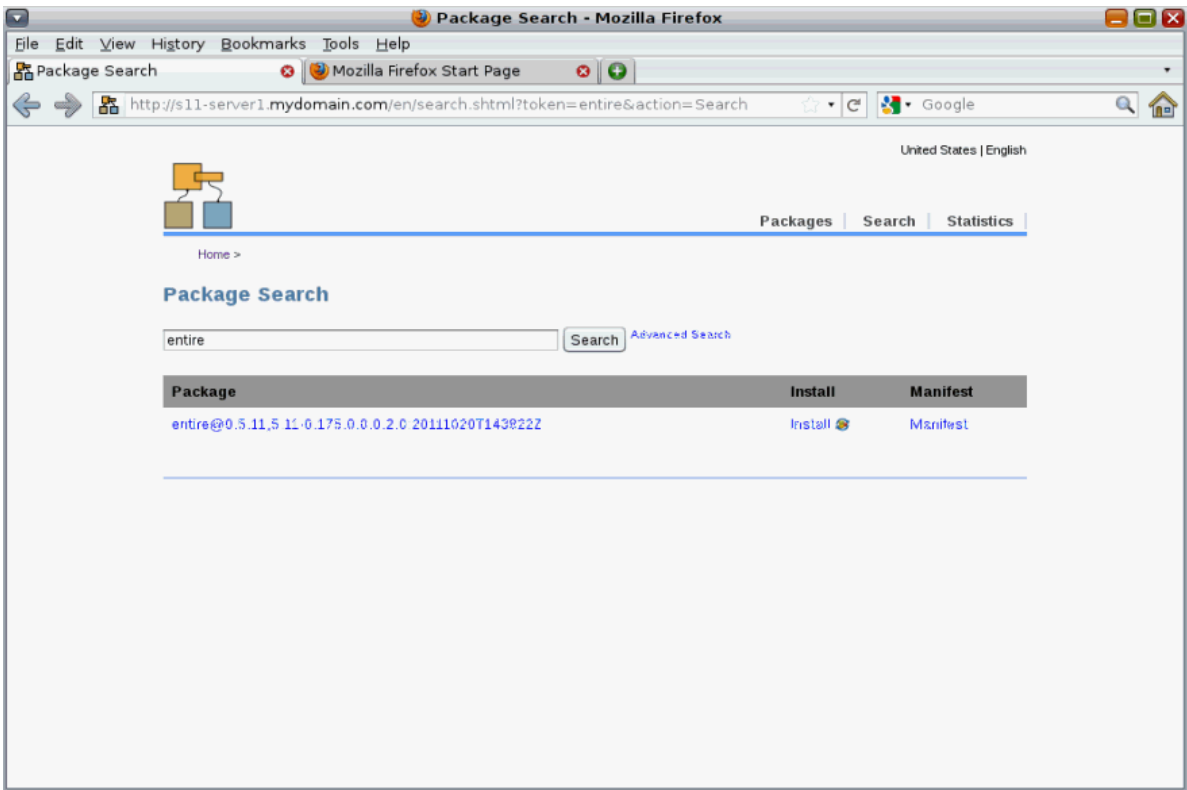 Package Search - Mozilla Firefox
File Edit View History Bookmarks Tools Help
Package Search Mozilla Firefox Start Page
http://s11-server1.mydomain.com/en/search.shtml?token=entire&action=Search Google
United States | English
Packages | Search | Statistics |
Home >
Package Search
entire Search Advanced Search
Package Install Manifest
entire@0.5.11,5.11-0.175.0.0.0.2.0:20111020T143822Z Install Manifest